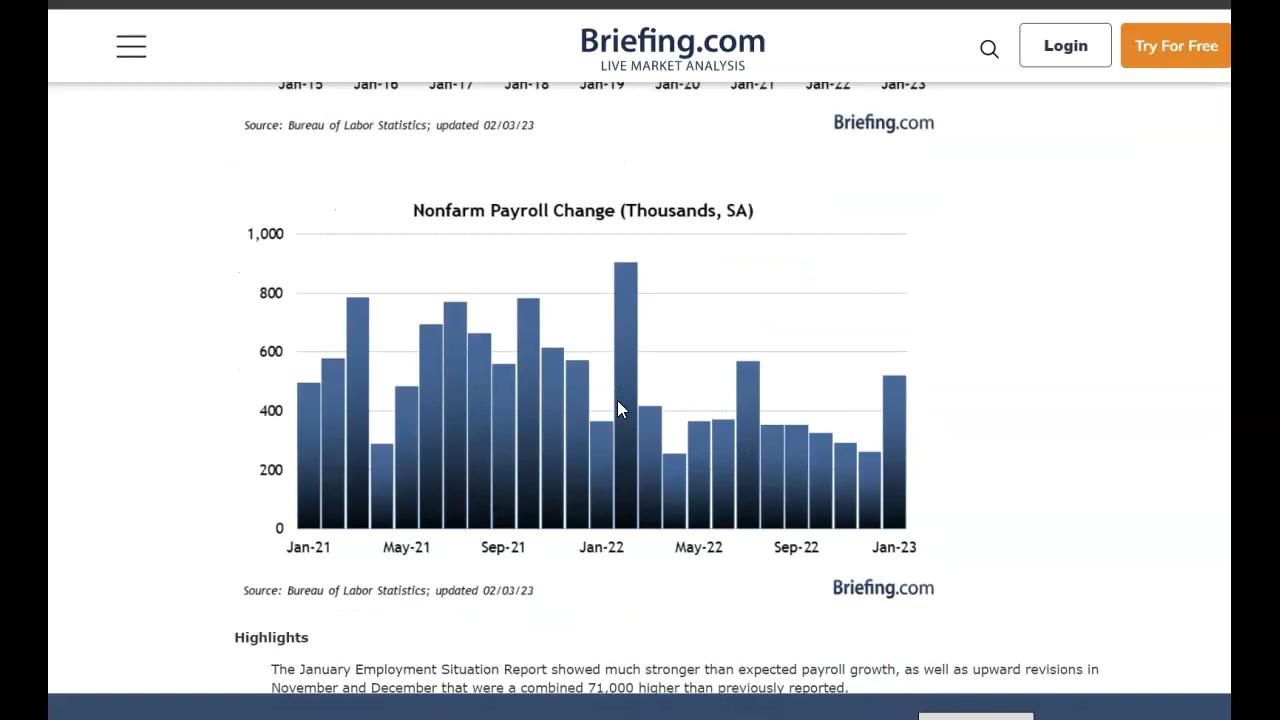 Briefing.com
LIVE MARKET ANALYSIS
Login
Try For Free
Jan-15 Jan-16 Jan-17 Jan-18 Jan-19 Jan-20 Jan-21 Jan-22 Jan-23
Source: Bureau of Labor Statistics; updated 02/03/23
Briefing.com
Nonfarm Payroll Change (Thousands, SA)
1,000
800
600
400
200
0
Jan-21 May-21 Sep-21 Jan-22 May-22 Sep-22 Jan-23
Source: Bureau of Labor Statistics; updated 02/03/23
Briefing.com
Highlights
The January Employment Situation Report showed much stronger than expected payroll growth, as well as upward revisions in
November and December that were a combined 71,000 higher than previously reported.